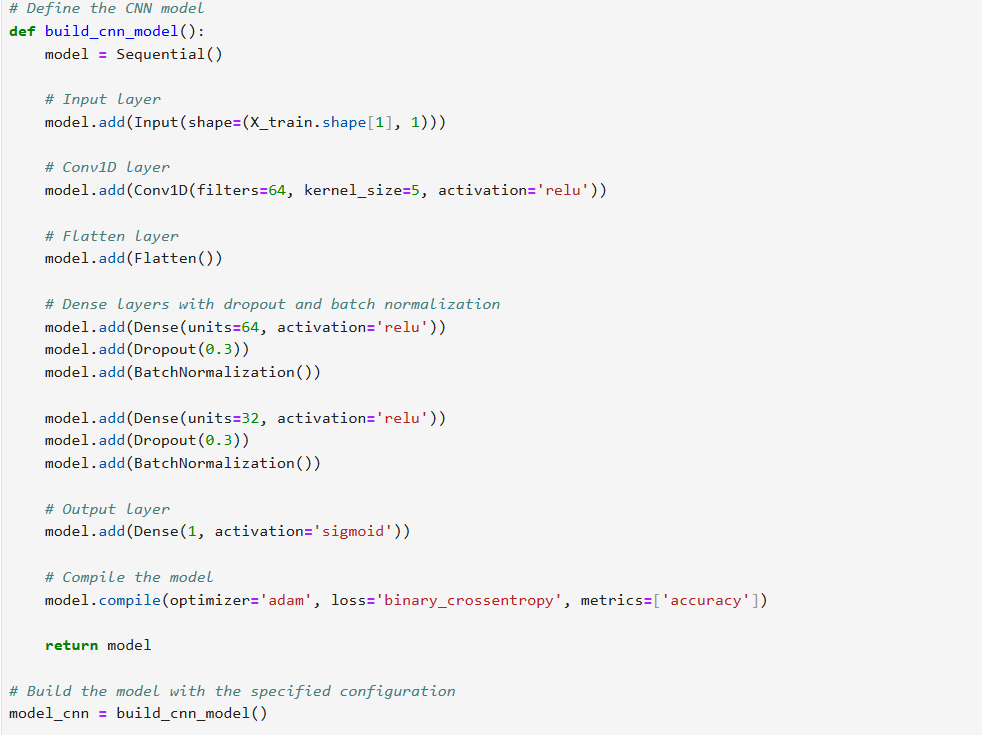 # Define the CNN model
def build_cnn_model():
    model = Sequential()

    # Input layer
    model.add(Input(shape=(X_train.shape[1], 1)))

    # Conv1D layer
    model.add(Conv1D(filters=64, kernel_size=5, activation='relu'))

    # Flatten layer
    model.add(Flatten())

    # Dense layers with dropout and batch normalization
    model.add(Dense(units=64, activation='relu'))
    model.add(Dropout(0.3))
    model.add(BatchNormalization())

    model.add(Dense(units=32, activation='relu'))
    model.add(Dropout(0.3))
    model.add(BatchNormalization())

    # Output layer
    model.add(Dense(1, activation='sigmoid'))

    # Compile the model
    model.compile(optimizer='adam', loss='binary_crossentropy', metrics=['accuracy'])

    return model

# Build the model with the specified configuration
model_cnn = build_cnn_model()